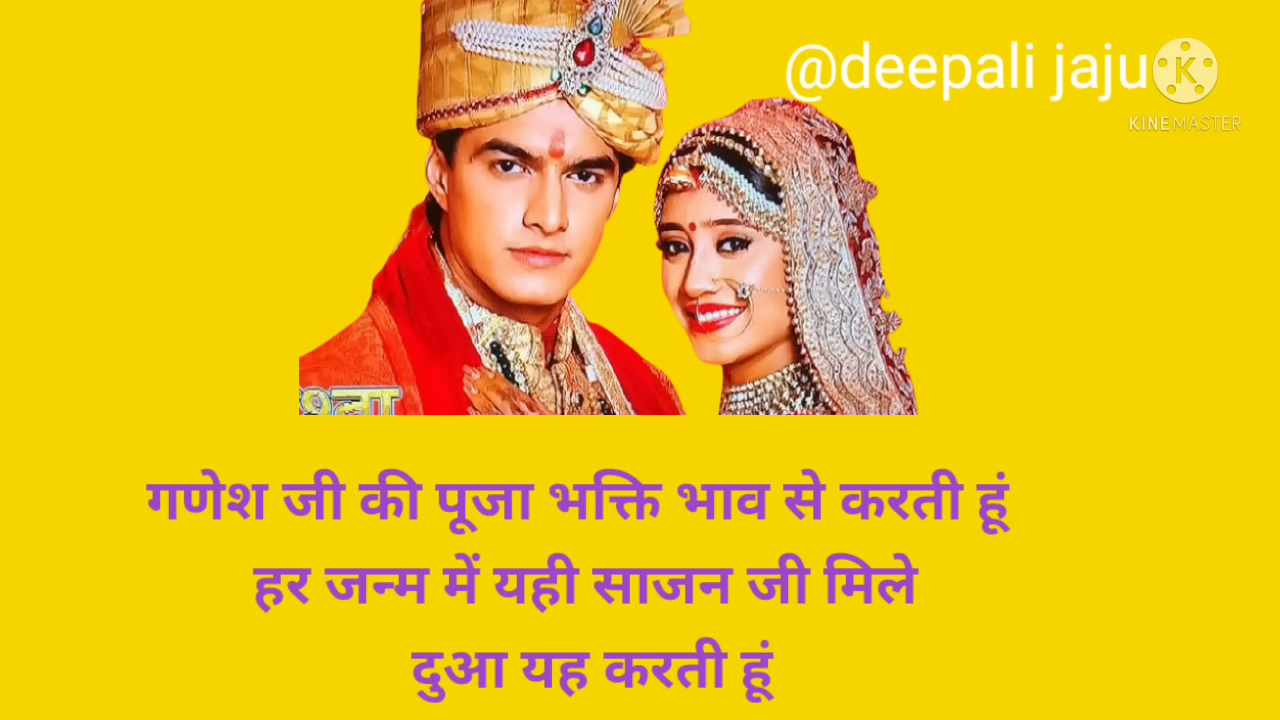 @deepali jaju
K
KINEMASTER
गणेश जी की पूजा भक्ति भाव से करती हूं
हर जन्म में यही साजन जी मिले
दुआ यह करती हूं